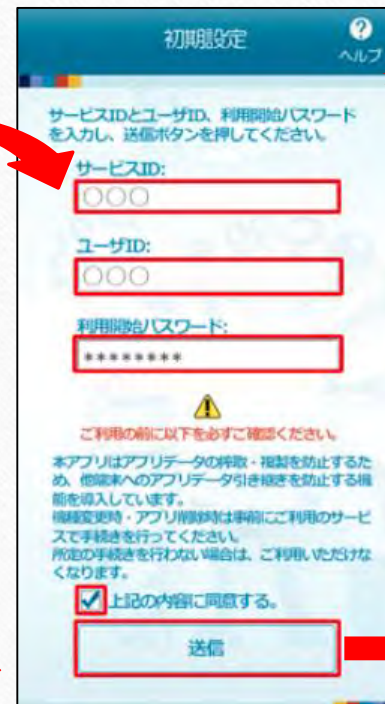 初期設定
?
ヘルプ
サービスIDとユーザID、利用開始パスワード
を入力し、送信ボタンを押してください。
サービスID:
○○○
ユーザID:
○○○
利用開始パスワード:
********
ご利用の前に以下を必ずご確認ください。
本アプリはアプリデータの搾取・複製を防止するた
め、他端末へのアプリデータ引き継ぎを防止する機
能を導入しています。
機種変更時・アプリ削除時は事前にご利用のサービ
スで手続きを行ってください。
所定の手続きを行わない場合は、ご利用いただけな
くなります。
上記の内容に同意する。
送信